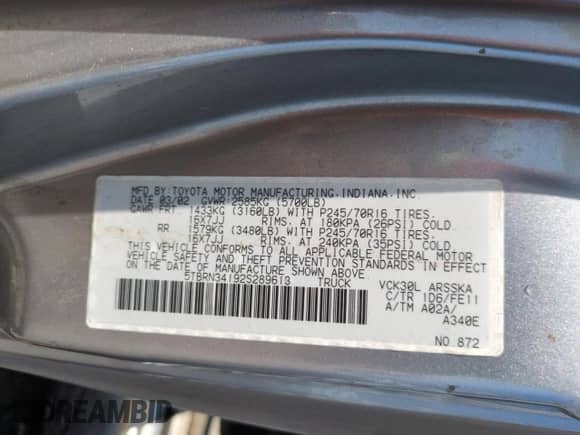 MFD.BY:TOYOTA MOTOR MANUFACTURING,INDIANA,INC.
DATE 03/02 GVWR 2585KG (5700LB)
GAWR FRT 1433KG (3160LB) WITH P245/70R16 TIRES.
16X7JJ RIMS. AT 180KPA (26PSI) COLD
RR 1579KG (3480LB) WITH P245/70R16 TIRES.
16X7JJ RIMS. AT 240KPA (35PSI) COLD
THIS VEHICLE CONFORMS TO ALL APPLICABLE FEDERAL MOTOR
VEHICLE SAFETY AND THEFT PREVENTION STANDARDS IN
EFFECT ON THE DATE OF MANUFACTURE SHOWN ABOVE.
5TBRN34192S289613 TRUCK
VCK30L ARSSKA
C/TR 1D6/FE11
A/TM A02A/
A340E
NO.872
DREAMBID